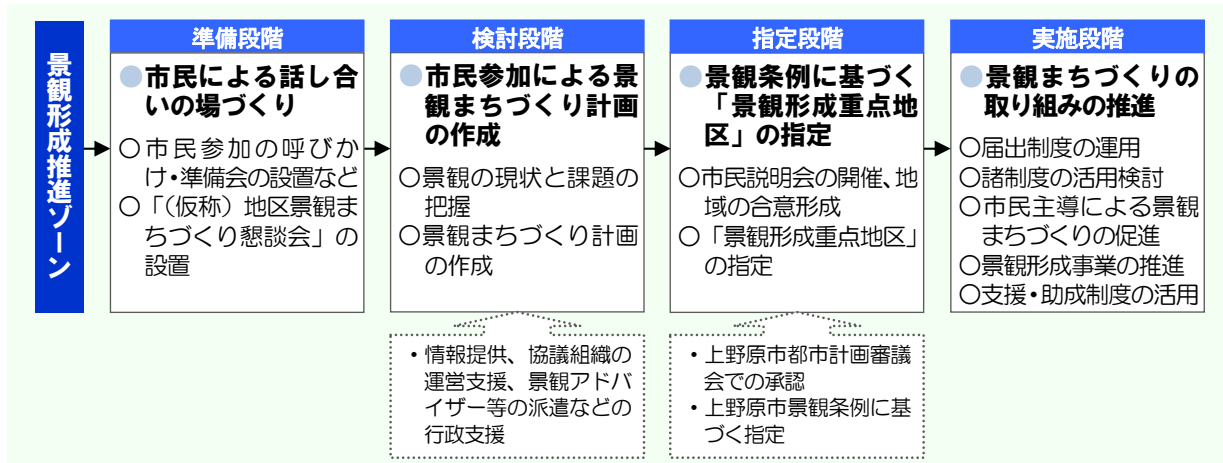 景観形成推進ゾーン
準備段階
●市民による話し合
いの場づくり
○市民参加の呼びか
け・準備会の設置など
○「(仮称)地区景観ま
ちづくり懇談会」の
設置
検討段階
●市民参加による景
観まちづくり計画
の作成
○景観の現状と課題の
把握
○景観まちづくり計画
の作成
・情報提供、協議組織の
運営支援、景観アドバ
イザー等の派遣などの
行政支援
指定段階
●景観条例に基づく
「景観形成重点地
区」の指定
○市民説明会の開催、地
域の合意形成
○「景観形成重点地区」
の指定
・上野原市都市計画審議
会での承認
・上野原市景観条例に基
づく指定
実施段階
●景観まちづくりの
取り組みの推進
○届出制度の運用
○諸制度の活用検討
○市民主導による景観
まちづくりの促進
○景観形成事業の推進
○支援・助成制度の活用